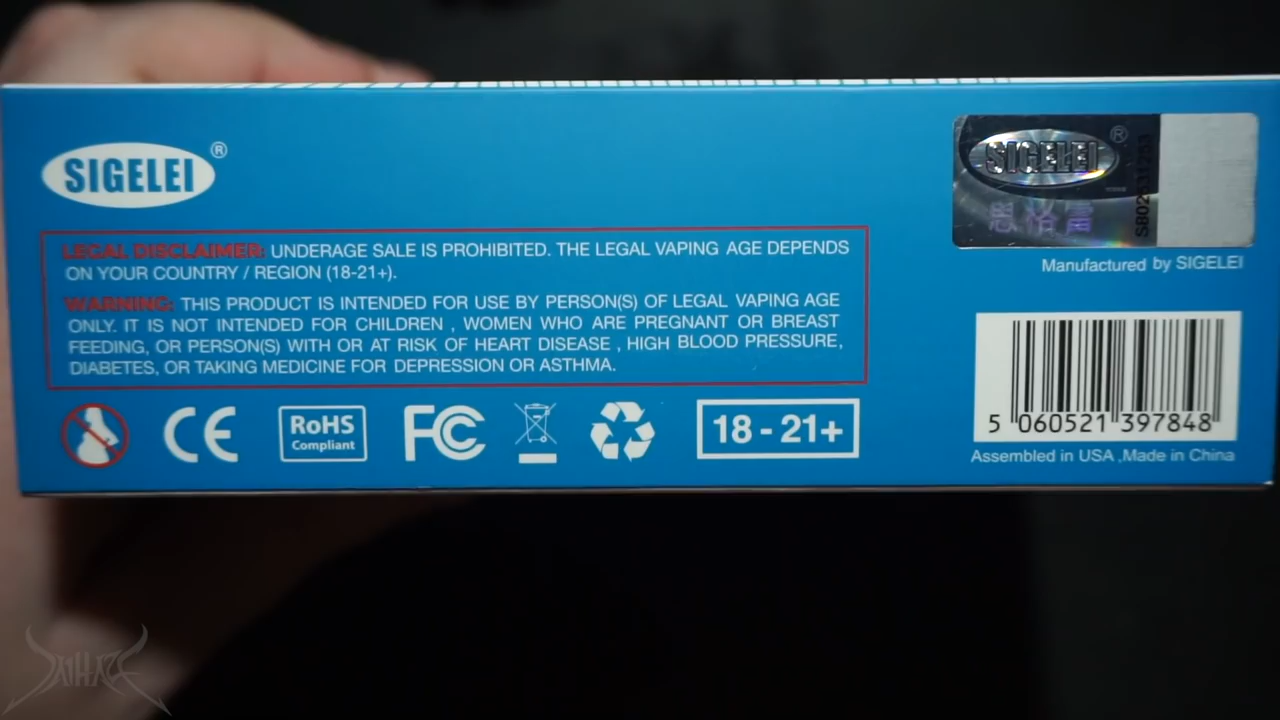 SIGELEI ®
LEGAL DISCLAIMER: UNDERAGE SALE IS PROHIBITED. THE LEGAL VAPING AGE DEPENDS
ON YOUR COUNTRY / REGION (18-21+).
WARNING: THIS PRODUCT IS INTENDED FOR USE BY PERSON(S) OF LEGAL VAPING AGE
ONLY. IT IS NOT INTENDED FOR CHILDREN , WOMEN WHO ARE PREGNANT OR BREAST
FEEDING, OR PERSON(S) WITH OR AT RISK OF HEART DISEASE , HIGH BLOOD PRESSURE,
DIABETES, OR TAKING MEDICINE FOR DEPRESSION OR ASTHMA.
CE
RoHS
Compliant
FC
18 - 21+
SIGELEI ®
思格雷
Manufactured by SIGELEI
5 060521 397848
Assembled in USA ,Made in China
DAIHAZE